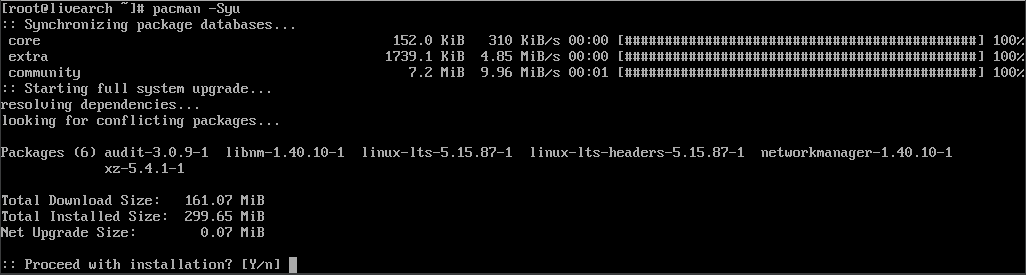 [root@livearch ~]# pacman -Syu
:: Synchronizing package databases...
 core                                                152.0 KiB   310 KiB/s 00:00 [############################################] 100%
 extra                                              1739.1 KiB  4.85 MiB/s 00:00 [############################################] 100%
 community                                             7.2 MiB  9.96 MiB/s 00:01 [############################################] 100%
:: Starting full system upgrade...
resolving dependencies...
looking for conflicting packages...

Packages (6) audit-3.0.9-1  libnm-1.40.10-1  linux-lts-5.15.87-1  linux-lts-headers-5.15.87-1  networkmanager-1.40.10-1
             xz-5.4.1-1

Total Download Size:   161.07 MiB
Total Installed Size:  299.65 MiB
Net Upgrade Size:        0.07 MiB

:: Proceed with installation? [Y/n]